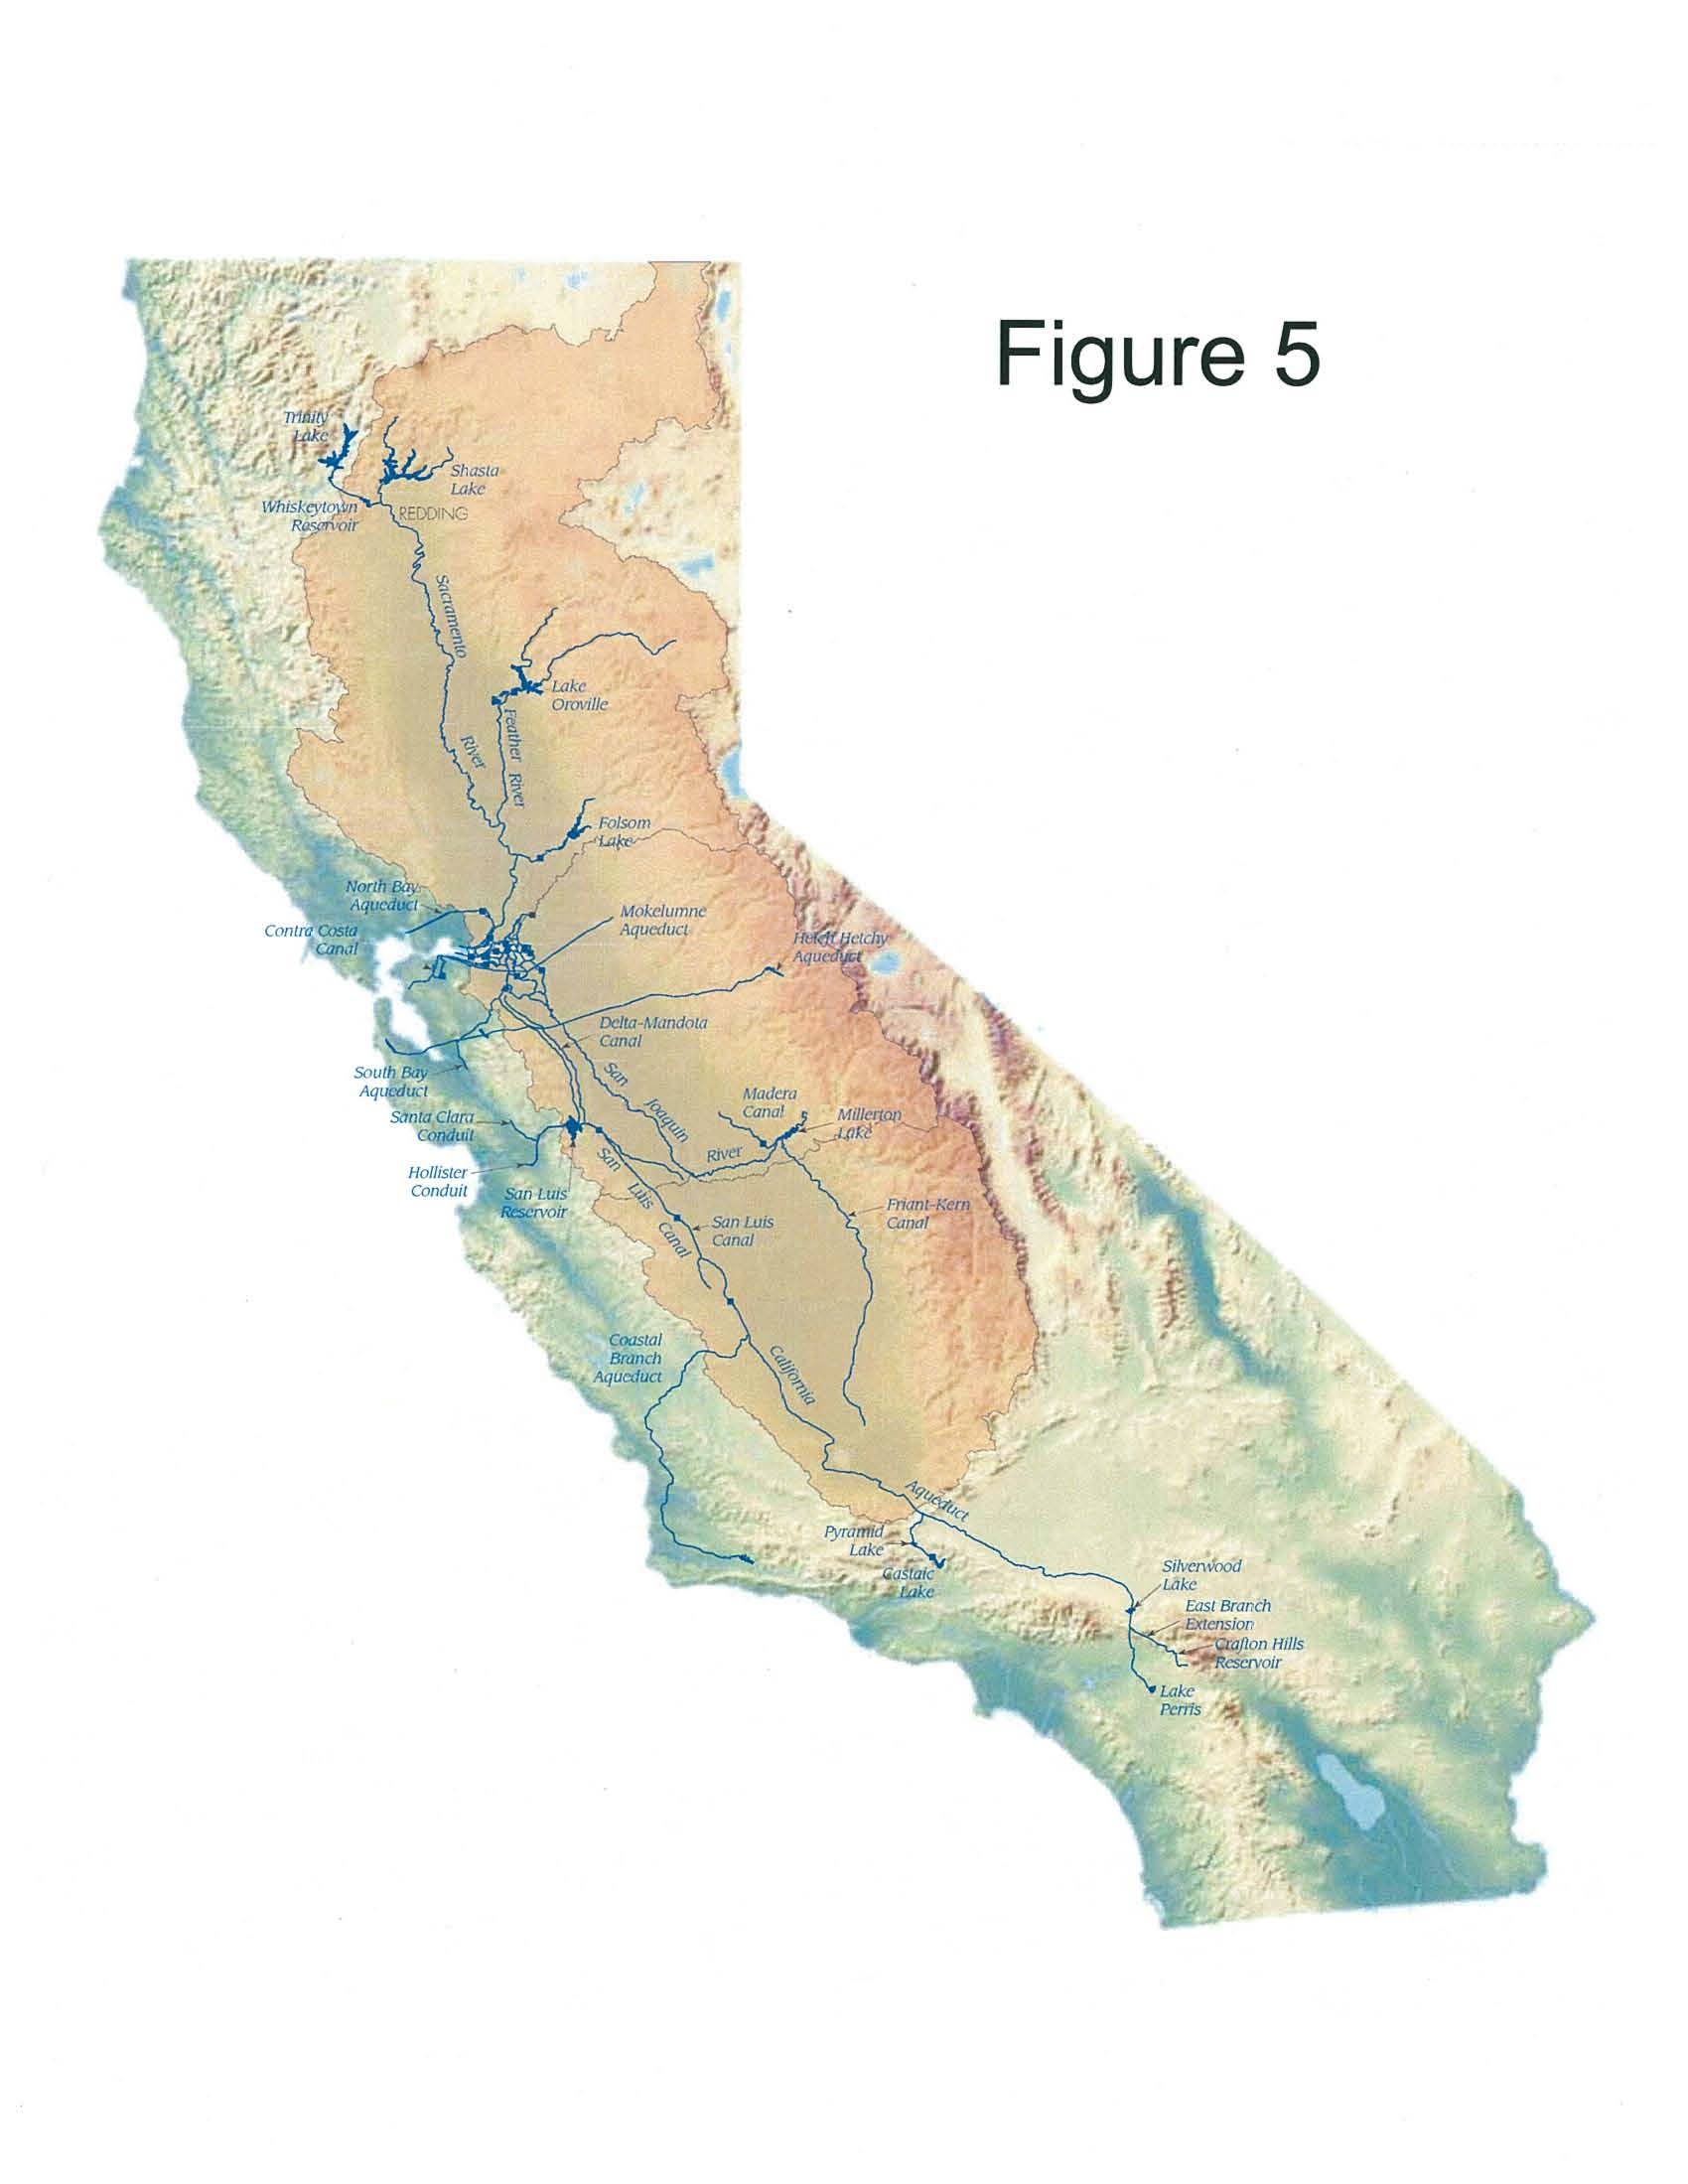 Figure 5
Trinity
Lake
Shasta
Lake
Whiskeytown
Reservoir
REDDING
Sacramento
River
Lake
Oroville
Feather River
Folsom
Lake
North Bay
Aqueduct
Contra Costa
Canal
Mokelumne
Aqueduct
Hetch Hetchy
Aqueduct
Delta-Mandota
Canal
South Bay
Aqueduct
San
Joaquin
River
Madera
Canal
Millerton
Lake
Santa Clara
Conduit
Hollister
Conduit
San Luis
Reservoir
San
Luis
Canal
San Luis
Canal
Friant-Kern
Canal
Coastal
Branch
Aqueduct
California
Aqueduct
Pyramid
Lake
Castaic
Lake
Silverwood
Lake
East Branch
Extension
Crafton Hills
Reservoir
Lake
Perris